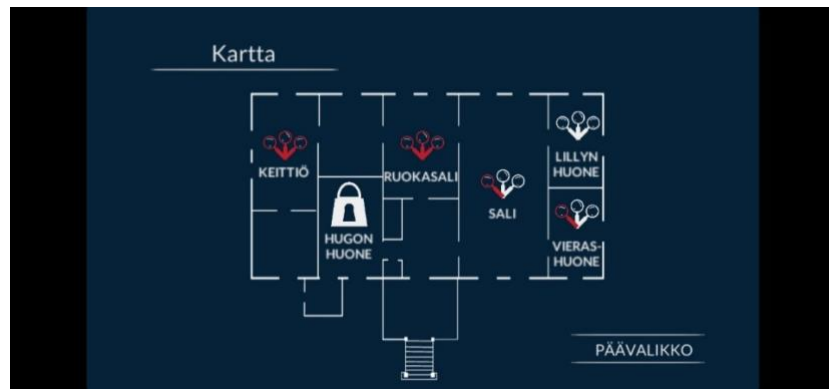 Kartta
KEITTIÖ
RUOKASALI
HUGON
HUONE
SALI
LILLYN
HUONE
VIERAS-
HUONE
PÄÄVALIKKO